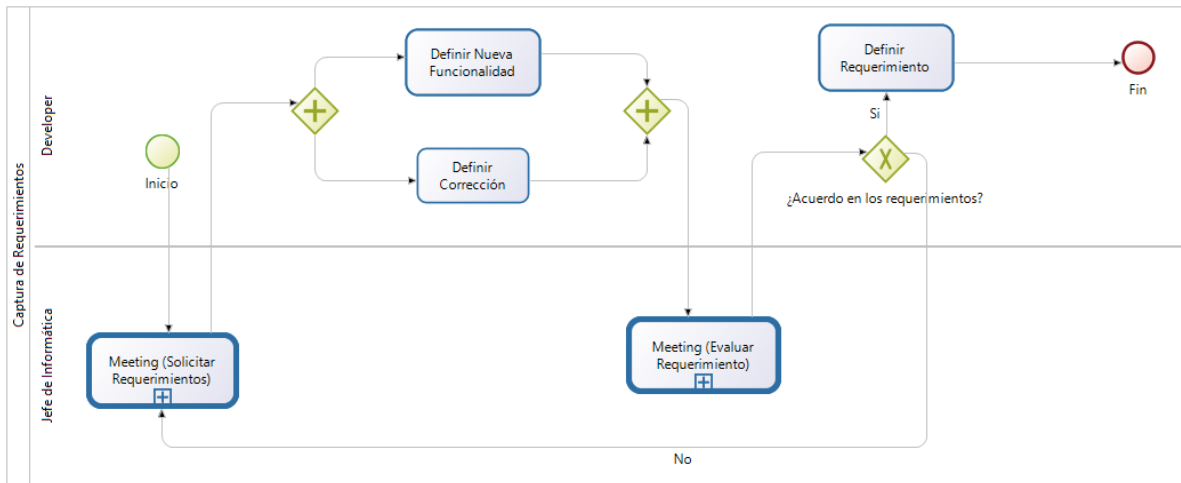 Captura de Requerimientos
Developer
Inicio
Definir Nueva
Funcionalidad
Definir
Corrección
Definir
Requerimiento
Si
¿Acuerdo en los requerimientos?
Fin
Jefe de Informática
Meeting (Solicitar
Requerimientos)
Meeting (Evaluar
Requerimiento)
No